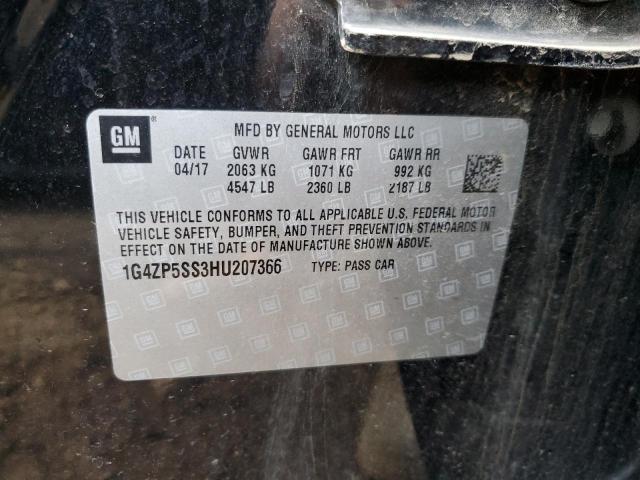 GM®
MFD BY GENERAL MOTORS LLC
DATE GVWR GAWR FRT GAWR RR
04/17 2063 KG 1071 KG 992 KG
4547 LB 2360 LB 2187 LB
THIS VEHICLE CONFORMS TO ALL APPLICABLE U.S. FEDERAL MOTOR
VEHICLE SAFETY, BUMPER, AND THEFT PREVENTION STANDARDS IN
EFFECT ON THE DATE OF MANUFACTURE SHOWN ABOVE.
1G4ZP5SS3HU207366 TYPE: PASS CAR